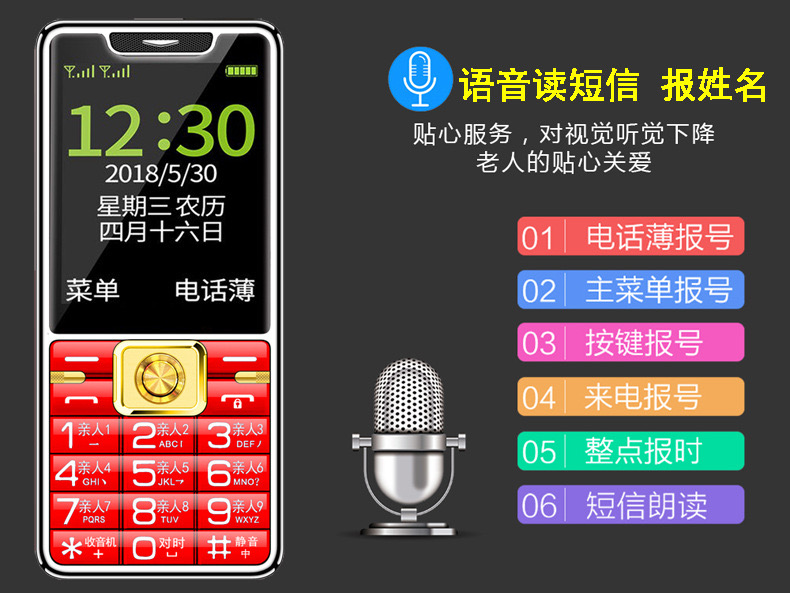 语音读短信 报姓名
贴心服务，对视觉听觉下降
老人的贴心关爱
01 电话薄报号
02 主菜单报号
03 按键报号
04 来电报号
05 整点报时
06 短信朗读
12:30
2018/5/30
星期三 农历
四月十六日
菜单 电话薄
1 亲人1
2 亲人2 ABC
3 亲人3 DEF
4 亲人4 GHI
5 亲人5 JKL
6 亲人6 MNO?
7 亲人7 PQRS
8 亲人8 TUV
9 亲人9 WXYZ
* 收音机 +
0 对时
# 静音 中